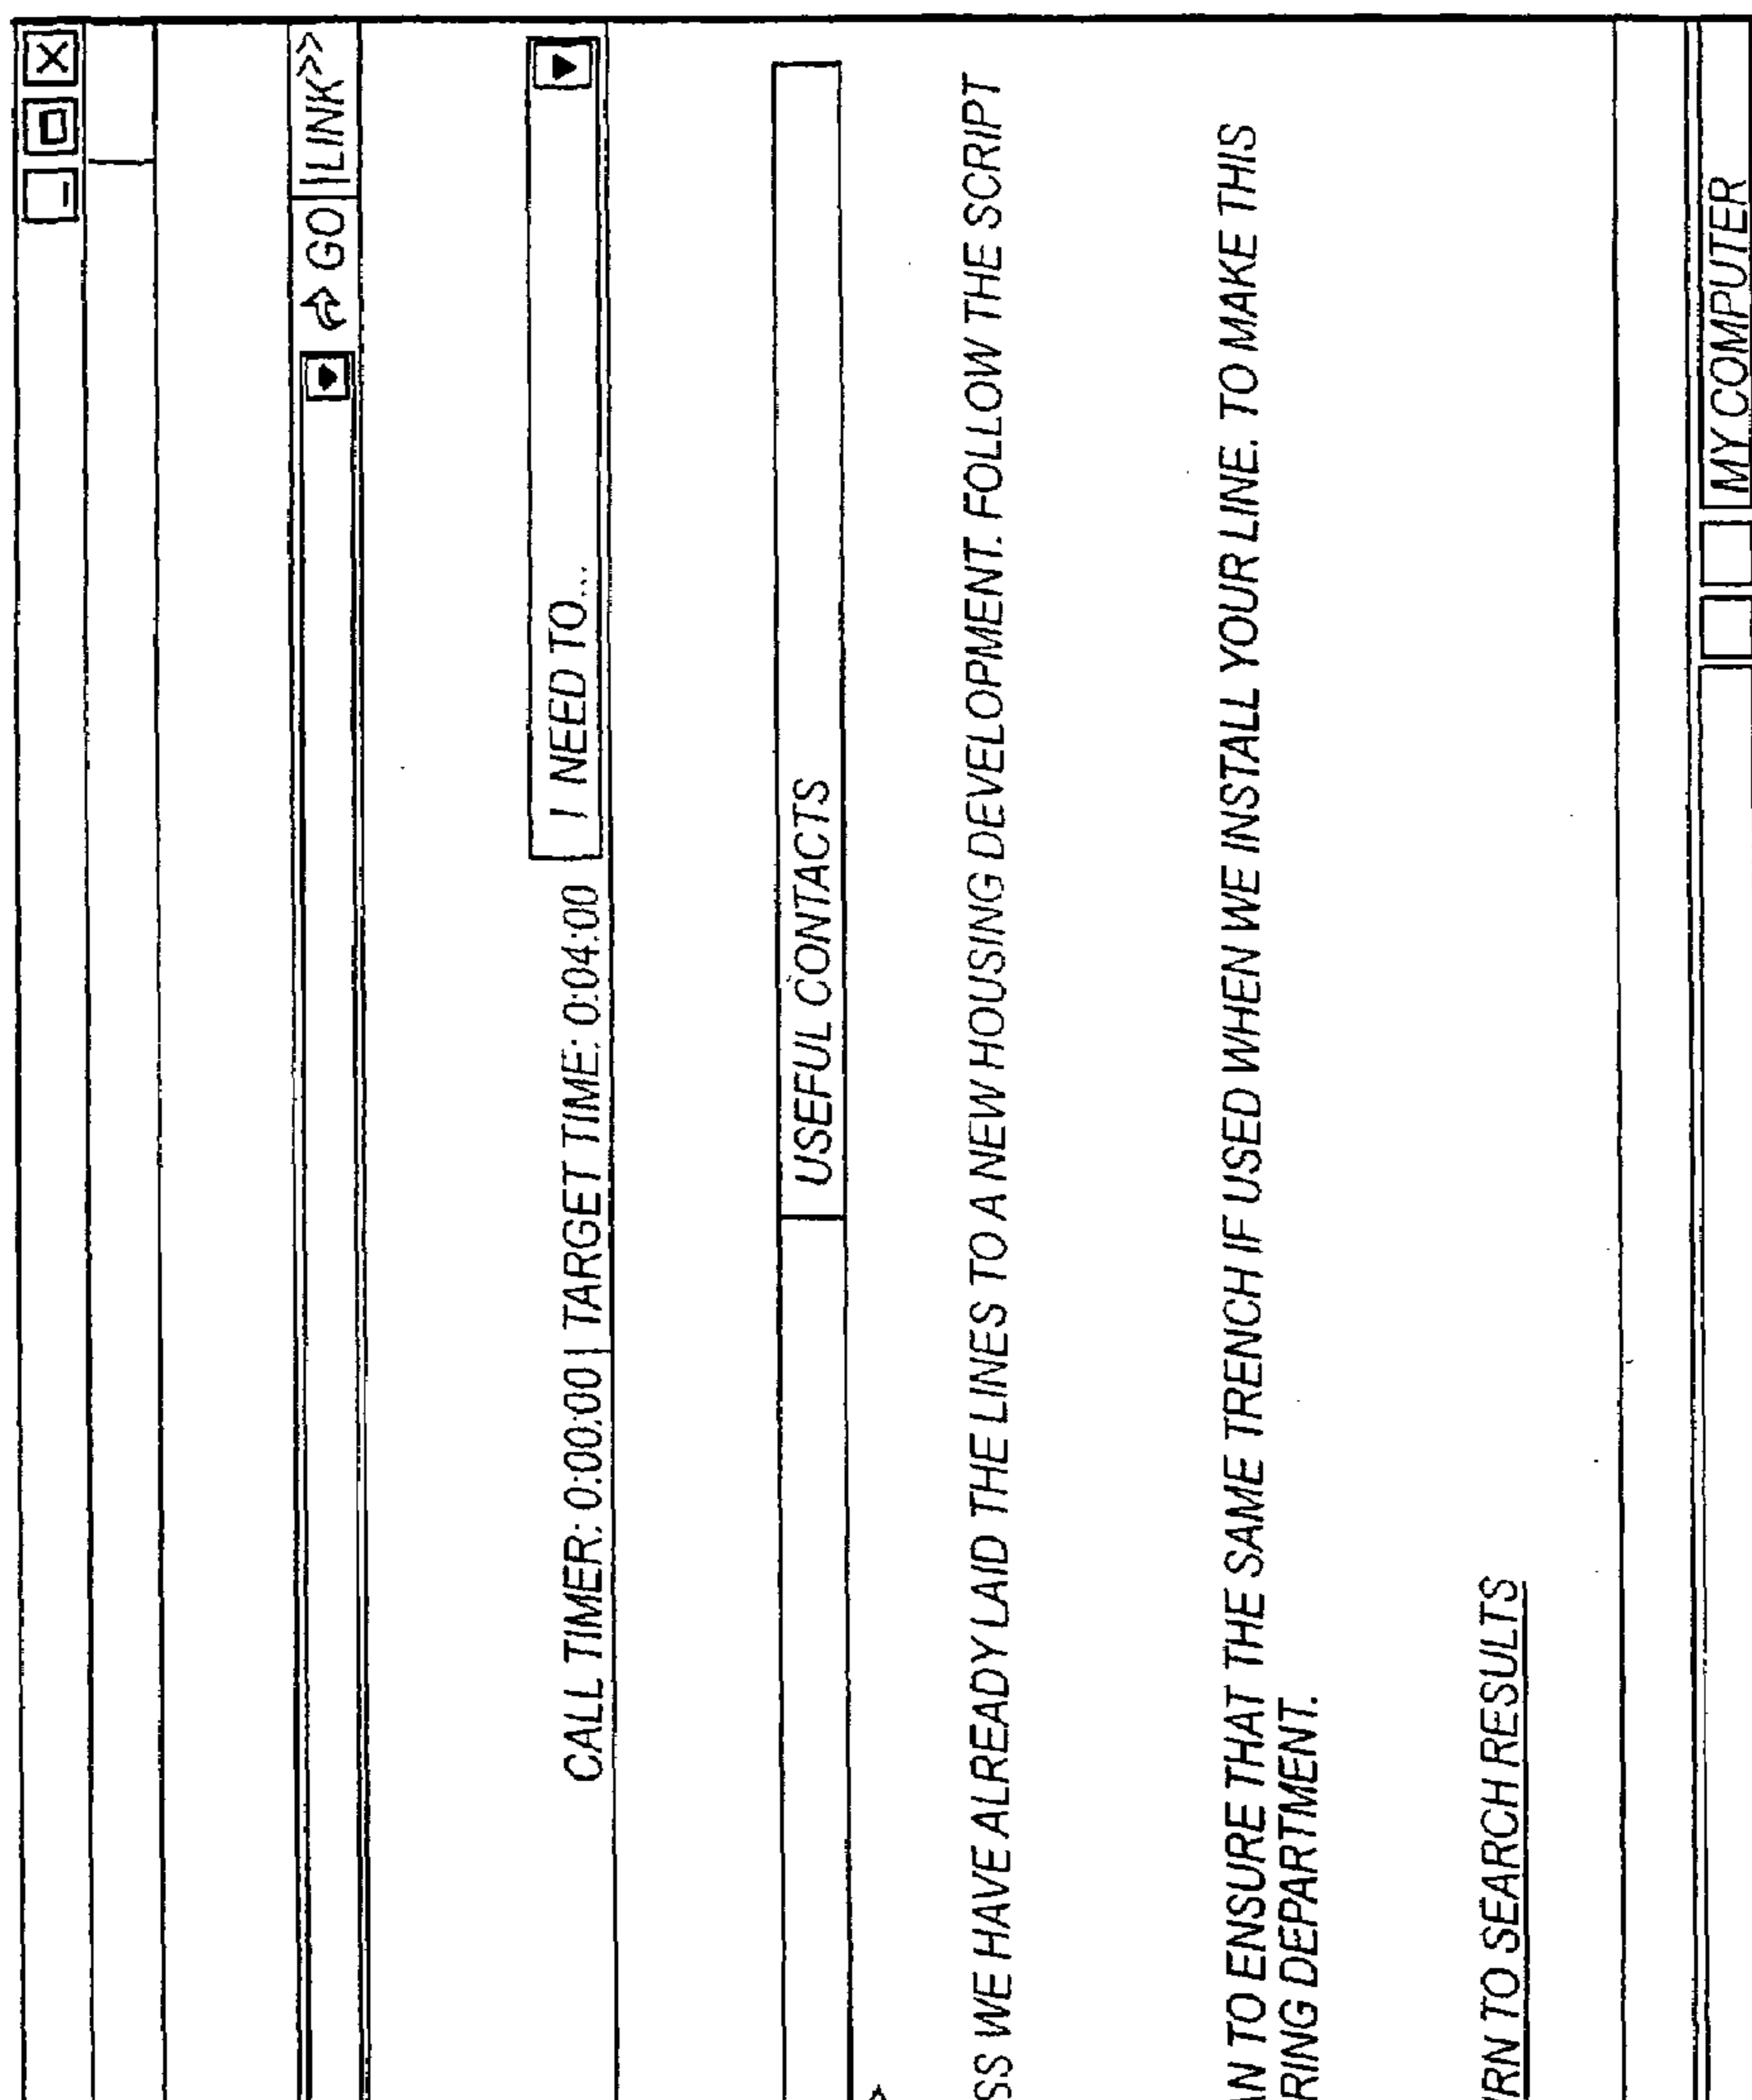 GO LINK >>
CALL TIMER: 0:00:00 | TARGET TIME: 0:04:00 | I NEED TO...
USEFUL CONTACTS
SS WE HAVE ALREADY LAID THE LINES TO A NEW HOUSING DEVELOPMENT. FOLLOW THE SCRIPT
AN TO ENSURE THAT THE SAME TRENCH IF USED WHEN WE INSTALL YOUR LINE. TO MAKE THIS
RING DEPARTMENT.
URN TO SEARCH RESULTS
MY COMPUTER